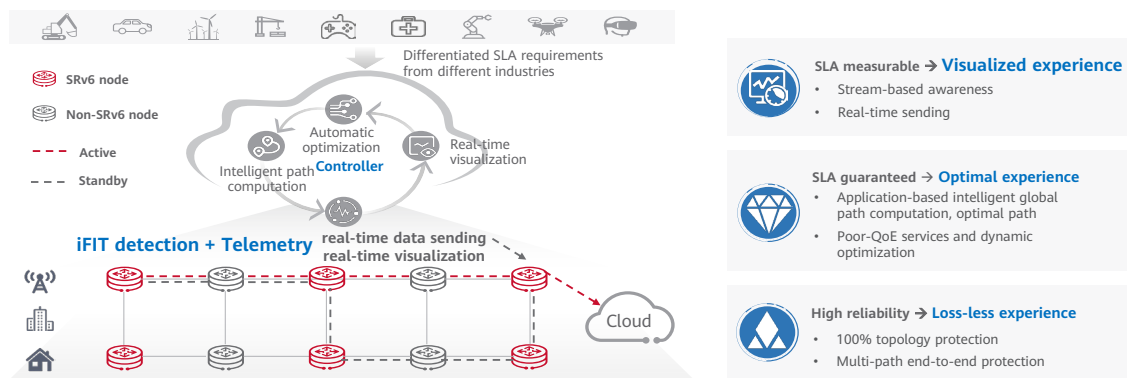 Differentiated SLA requirements
from different industries
SRv6 node
Non-SRv6 node
Active
Standby
Automatic
optimization
Real-time
visualization
Intelligent path
computation
Controller
iFIT detection + Telemetry
real-time data sending
real-time visualization
Cloud
SLA measurable → Visualized experience
• Stream-based awareness
• Real-time sending
SLA guaranteed → Optimal experience
• Application-based intelligent global
path computation, optimal path
• Poor-QoE services and dynamic
optimization
High reliability → Loss-less experience
• 100% topology protection
• Multi-path end-to-end protection